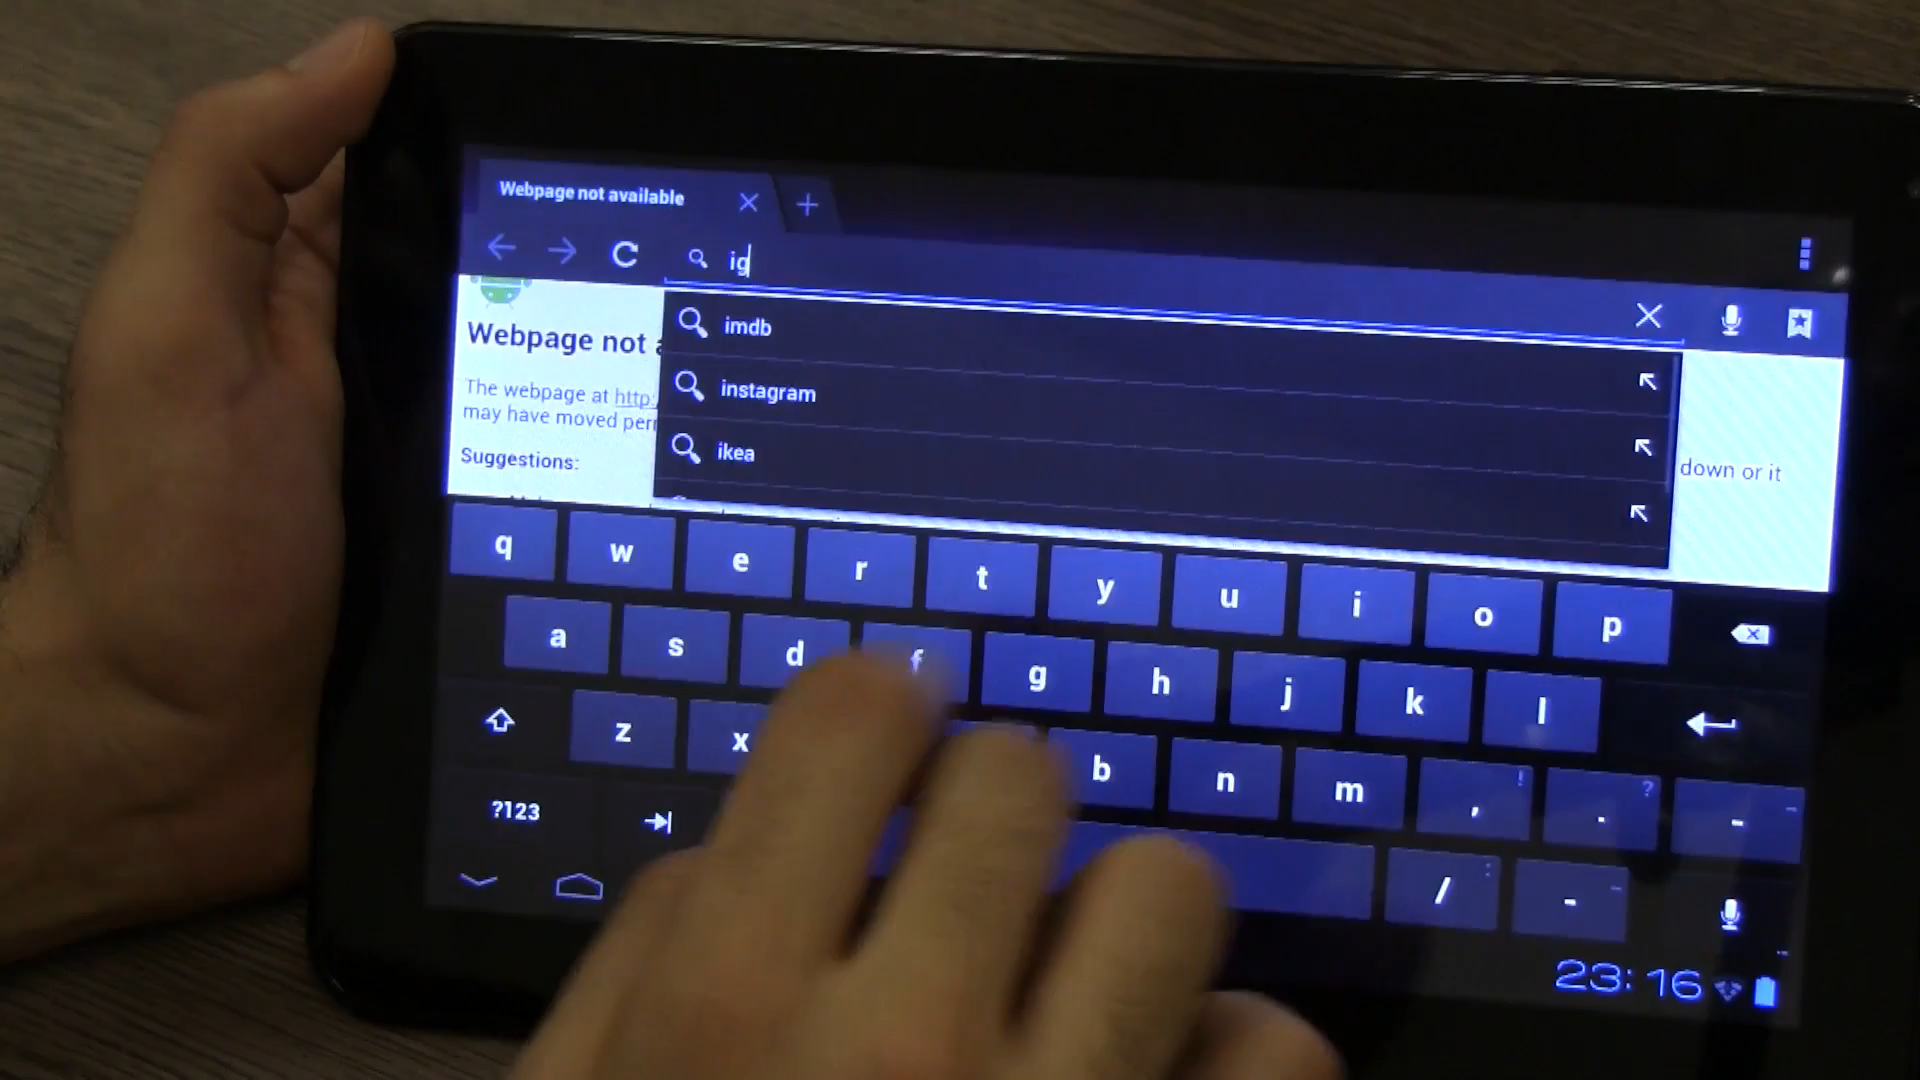 Webpage not available
ig
imdb
instagram
ikea
Webpage not
The webpage at http:
may have moved
down or it
Suggestions:
q w e r t y u i o p
a s d f g h j k l
z x b n m , ! . ? -
?123 / : -
23:16